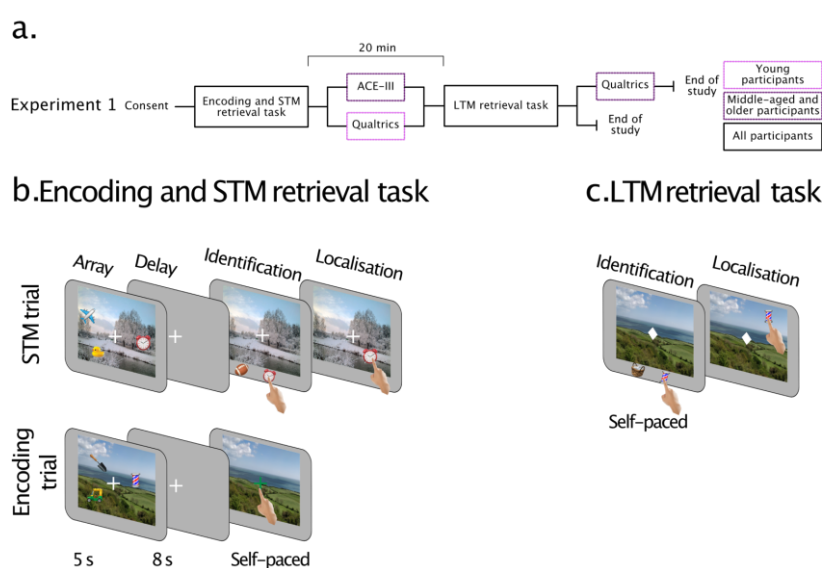 a.
20 min
Experiment 1 Consent
Encoding and STM
retrieval task
ACE-III
Qualtrics
LTM retrieval task
Qualtrics
End of
study
End of
study
Young
participants
Middle-aged and
older participants
All participants
b.Encoding and STM retrieval task
c.LTM retrieval task
Array
Delay
Identification
Localisation
STM
trial
Identification
Localisation
Self-paced
Encoding
trial
5 s
8 s
Self-paced